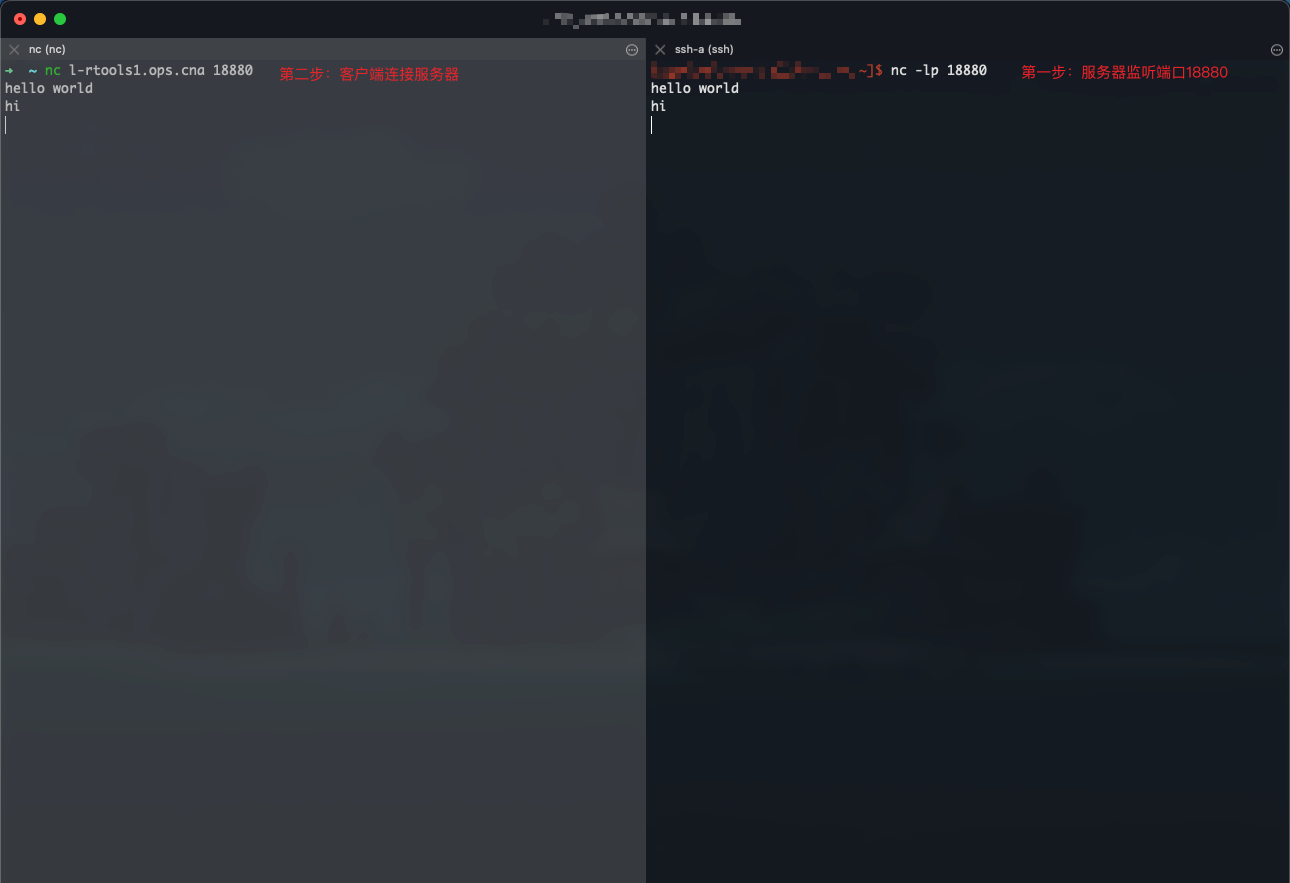 nc (nc)
➜ ~ nc l-rtools1.ops.cna 18880 第二步：客户端连接服务器
hello world
hi
ssh-a (ssh)
~]$ nc -lp 18880 第一步：服务器监听端口18880
hello world
hi